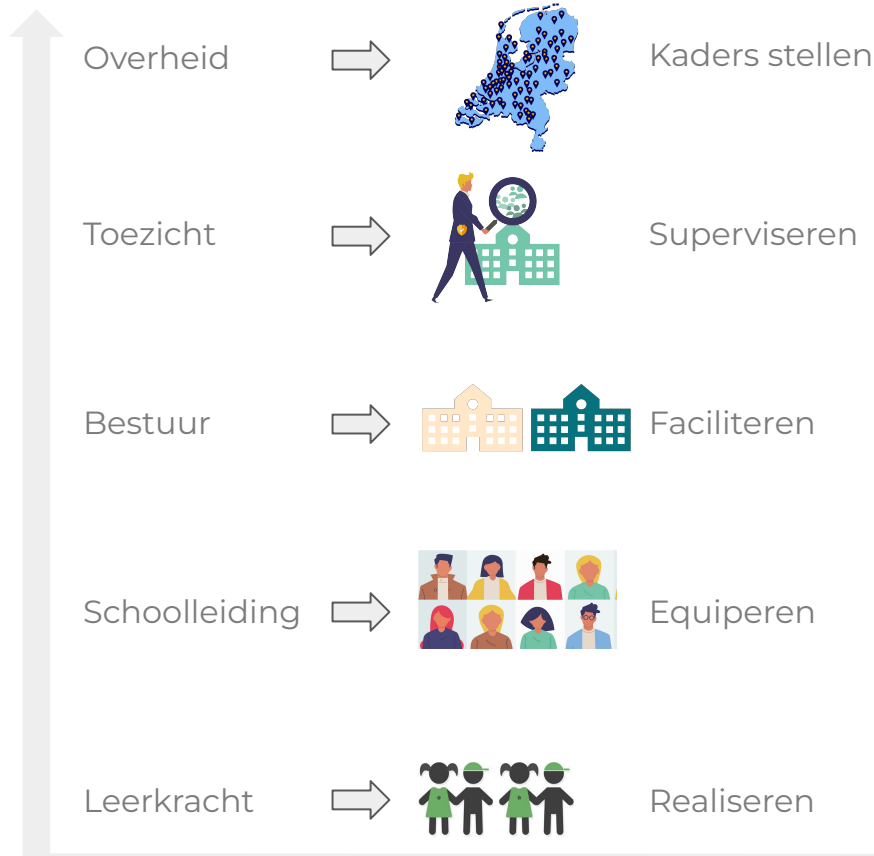 Overheid Kaders stellen
Toezicht Superviseren
Bestuur Faciliteren
Schoolleiding Equiperen
Leerkracht Realiseren